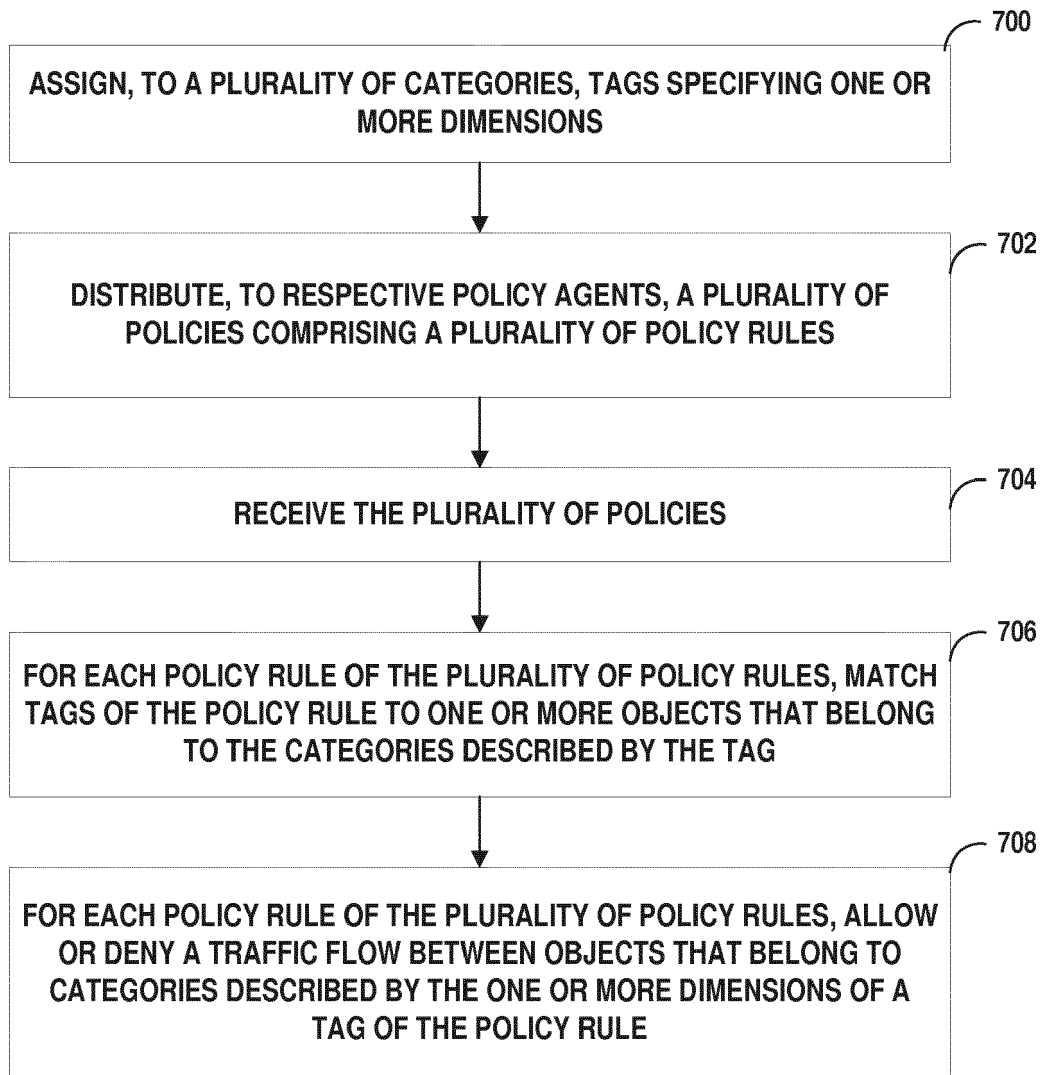 700
ASSIGN, TO A PLURALITY OF CATEGORIES, TAGS SPECIFYING ONE OR
MORE DIMENSIONS
702
DISTRIBUTE, TO RESPECTIVE POLICY AGENTS, A PLURALITY OF
POLICIES COMPRISING A PLURALITY OF POLICY RULES
704
RECEIVE THE PLURALITY OF POLICIES
706
FOR EACH POLICY RULE OF THE PLURALITY OF POLICY RULES, MATCH
TAGS OF THE POLICY RULE TO ONE OR MORE OBJECTS THAT BELONG
TO THE CATEGORIES DESCRIBED BY THE TAG
708
FOR EACH POLICY RULE OF THE PLURALITY OF POLICY RULES, ALLOW
OR DENY A TRAFFIC FLOW BETWEEN OBJECTS THAT BELONG TO
CATEGORIES DESCRIBED BY THE ONE OR MORE DIMENSIONS OF A
TAG OF THE POLICY RULE